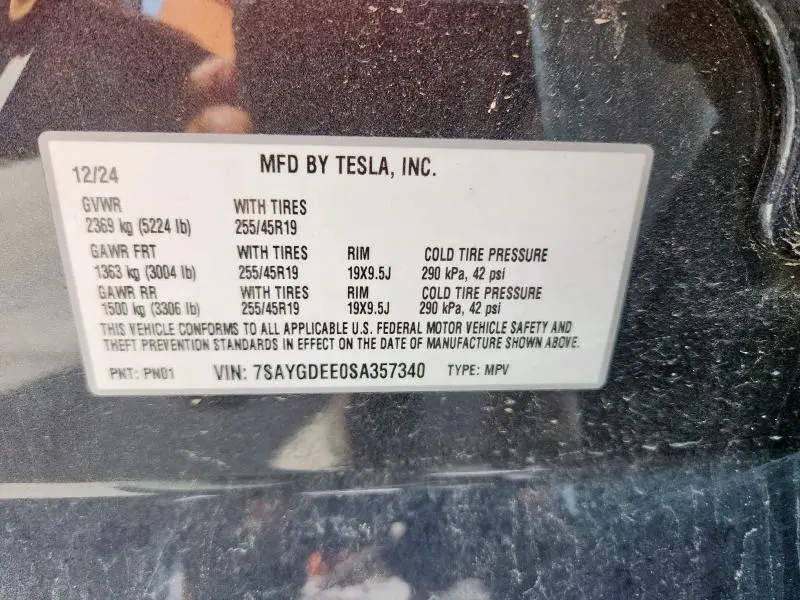 12/24 MFD BY TESLA, INC.
GVWR WITH TIRES
2369 kg (5224 lb) 255/45R19
GAWR FRT WITH TIRES RIM COLD TIRE PRESSURE
1363 kg (3004 lb) 255/45R19 19X9.5J 290 kPa, 42 psi
GAWR RR WITH TIRES RIM COLD TIRE PRESSURE
1500 kg (3306 lb) 255/45R19 19X9.5J 290 kPa, 42 psi
THIS VEHICLE CONFORMS TO ALL APPLICABLE U.S. FEDERAL MOTOR VEHICLE SAFETY AND
THEFT PREVENTION STANDARDS IN EFFECT ON THE DATE OF MANUFACTURE SHOWN ABOVE.
PNT: PN01 VIN: 7SAYGDEE0SA357340 TYPE: MPV